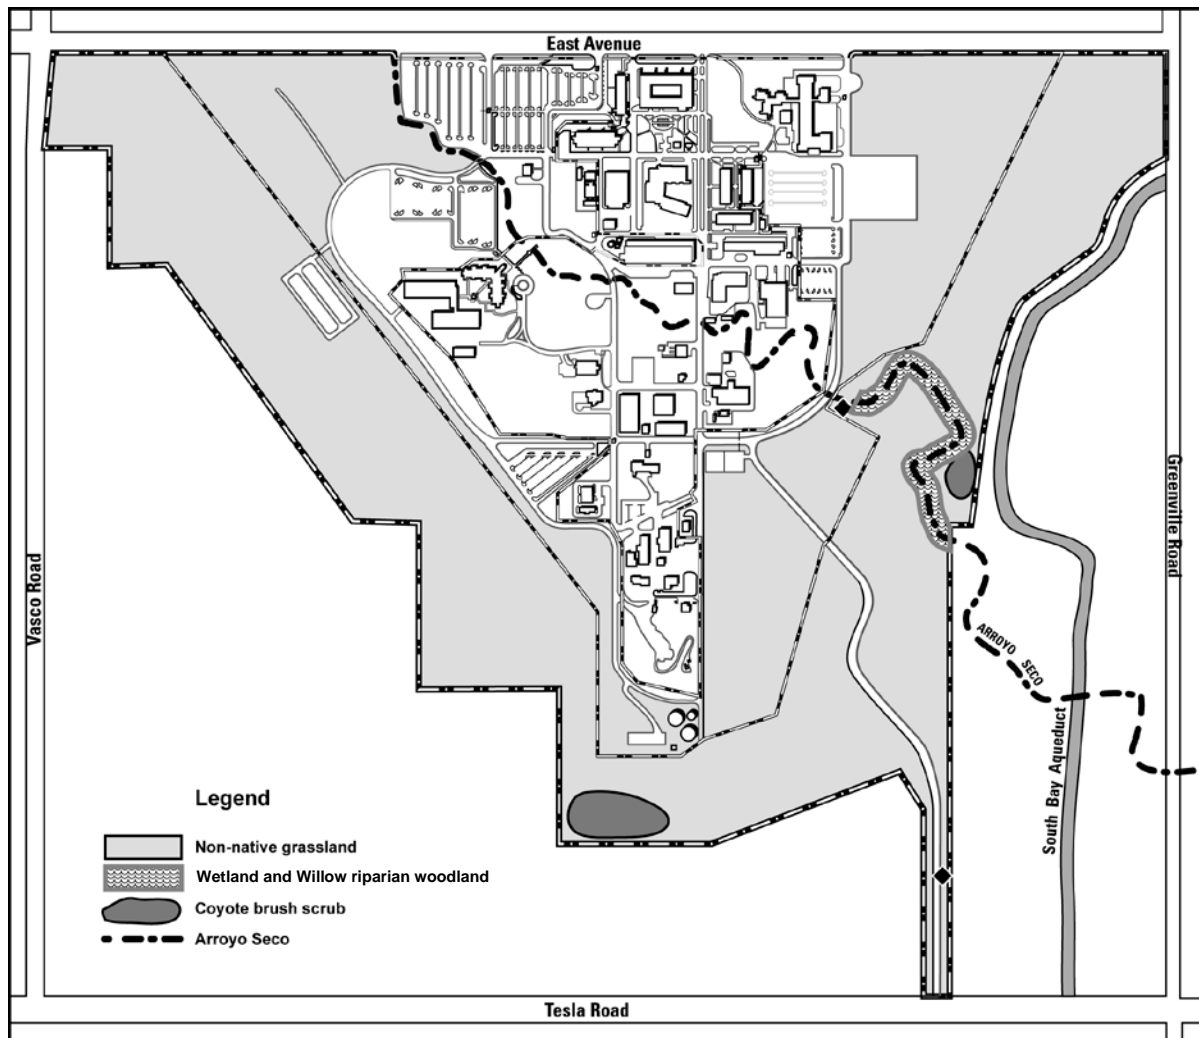 East Avenue
Vasco Road
Greenville Road
ARROYO SECO
South Bay Aqueduct
Legend
Non-native grassland
Wetland and Willow riparian woodland
Coyote brush scrub
Arroyo Seco
Tesla Road